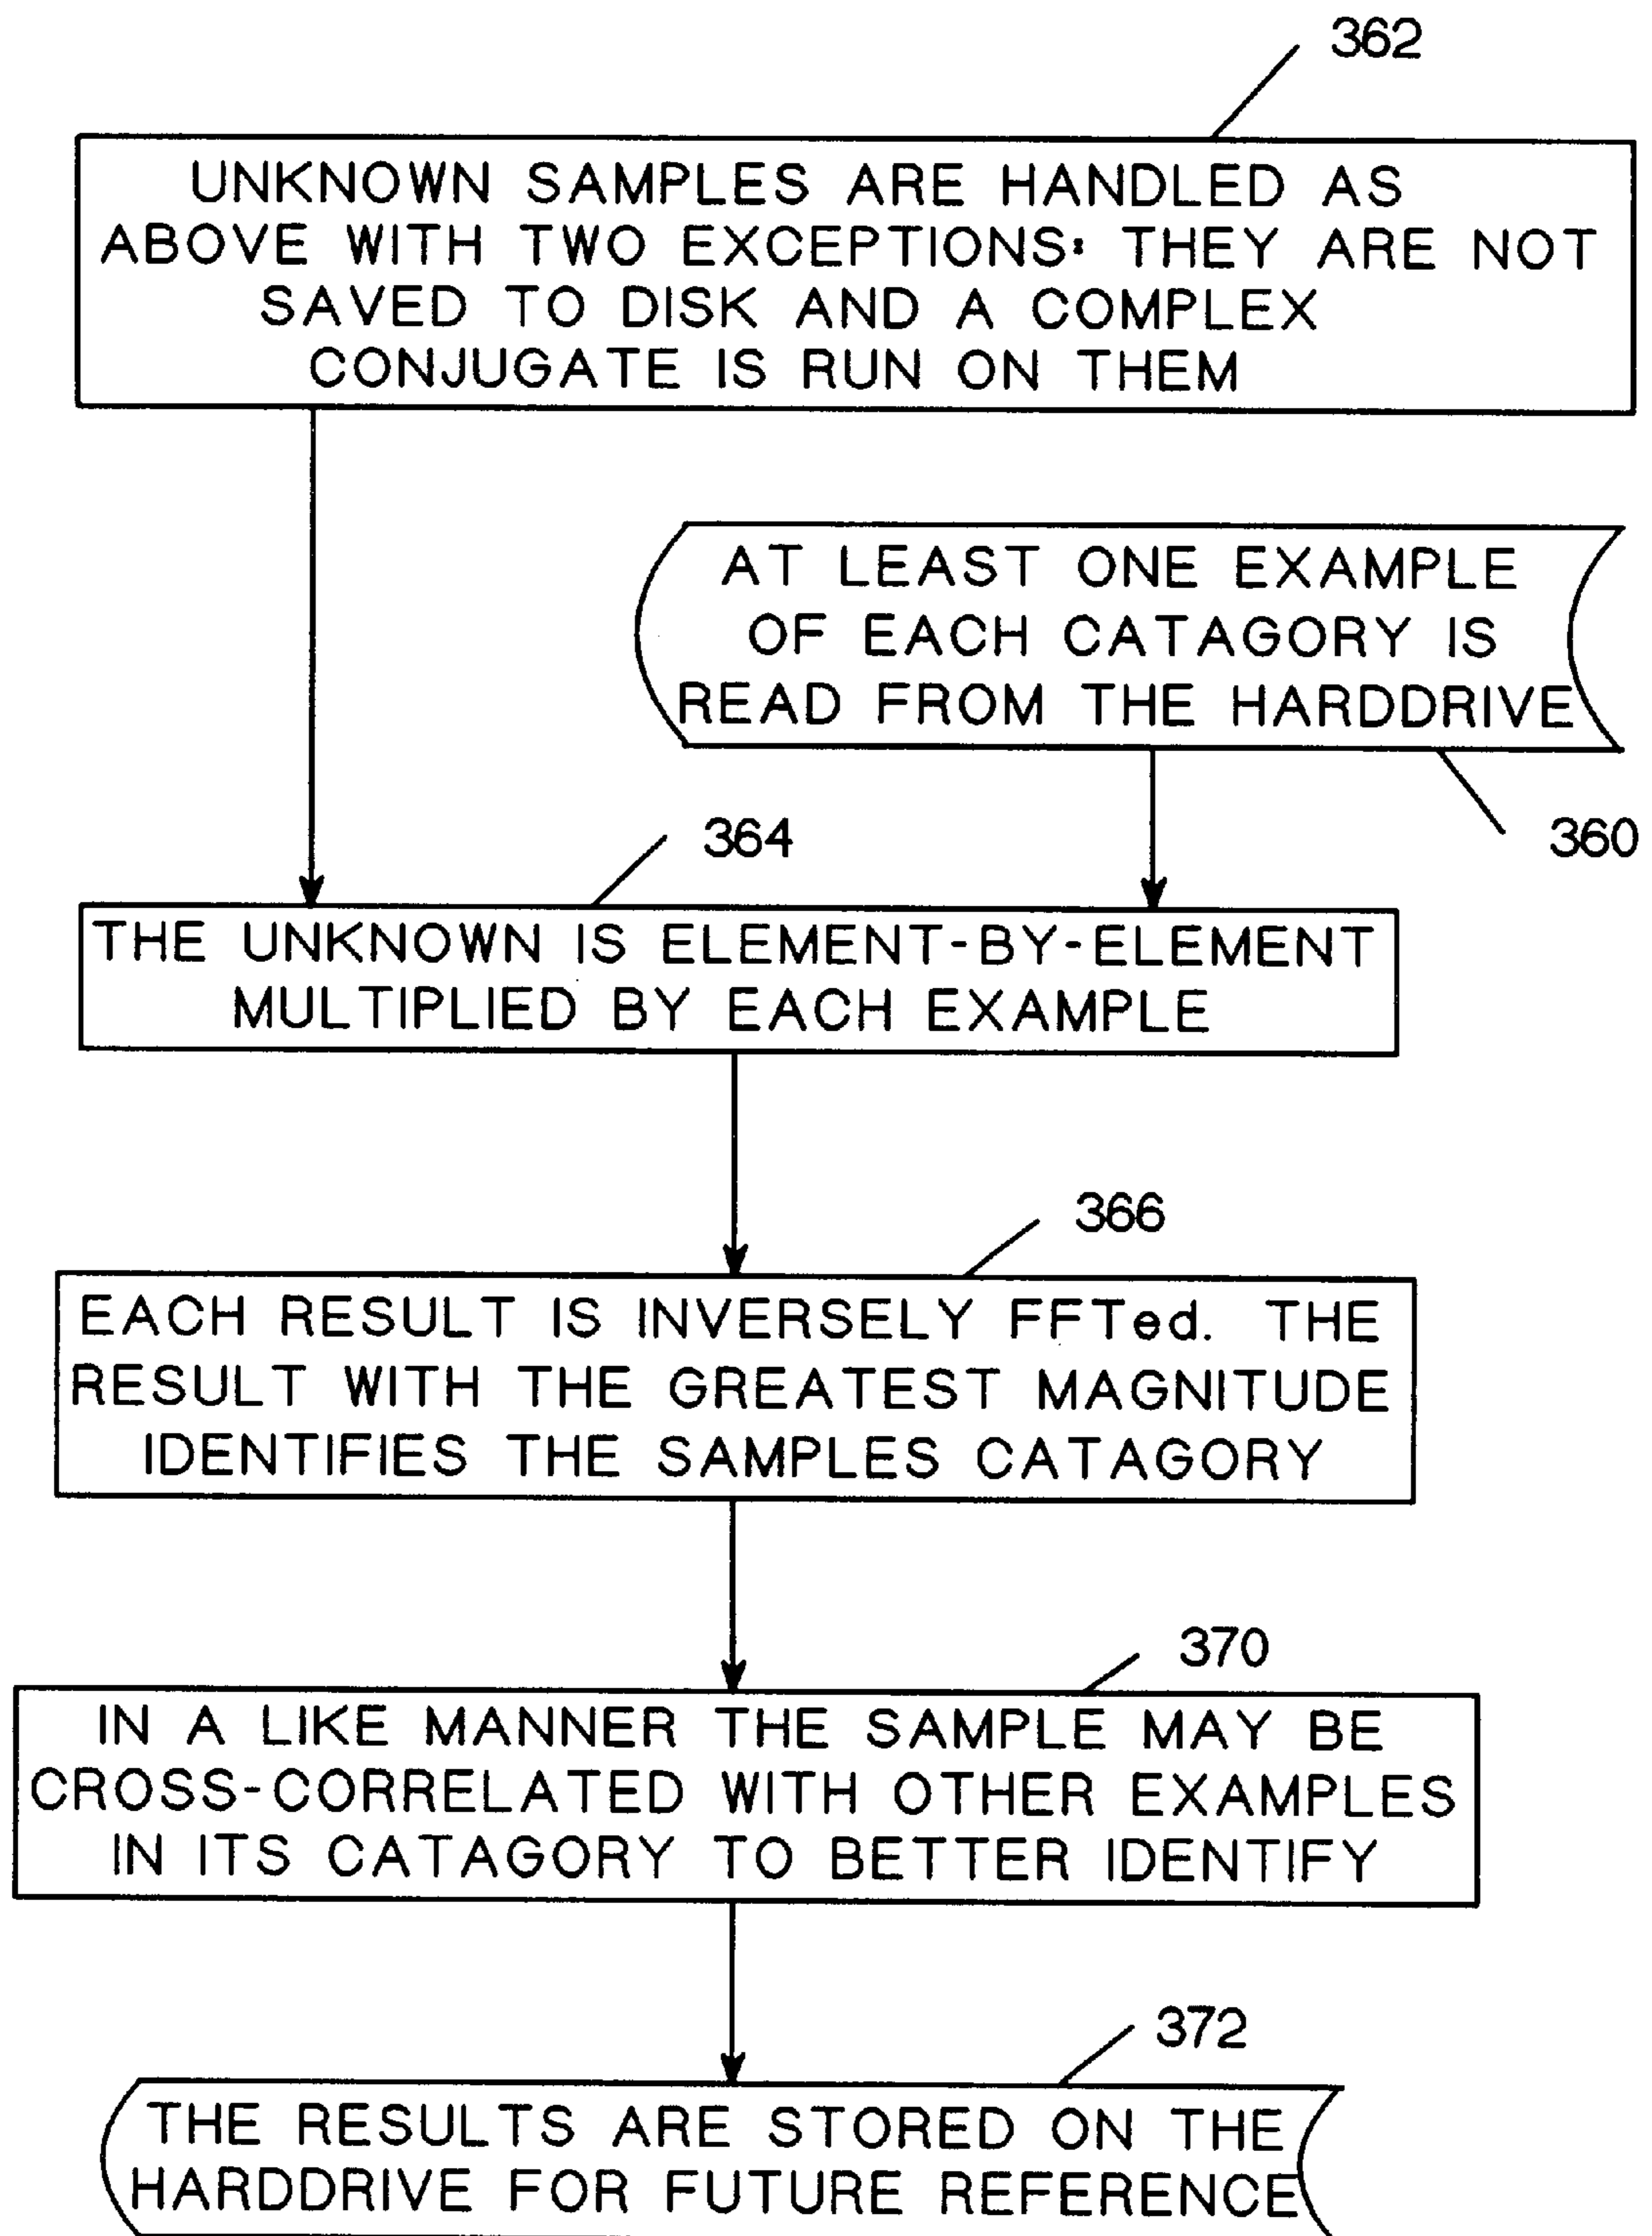 362
UNKNOWN SAMPLES ARE HANDLED AS
ABOVE WITH TWO EXCEPTIONS: THEY ARE NOT
SAVED TO DISK AND A COMPLEX
CONJUGATE IS RUN ON THEM
AT LEAST ONE EXAMPLE
OF EACH CATAGORY IS
READ FROM THE HARDDRIVE
360
364
THE UNKNOWN IS ELEMENT-BY-ELEMENT
MULTIPLIED BY EACH EXAMPLE
366
EACH RESULT IS INVERSELY FFTed. THE
RESULT WITH THE GREATEST MAGNITUDE
IDENTIFIES THE SAMPLES CATAGORY
370
IN A LIKE MANNER THE SAMPLE MAY BE
CROSS-CORRELATED WITH OTHER EXAMPLES
IN ITS CATAGORY TO BETTER IDENTIFY
372
THE RESULTS ARE STORED ON THE
HARDDRIVE FOR FUTURE REFERENCE